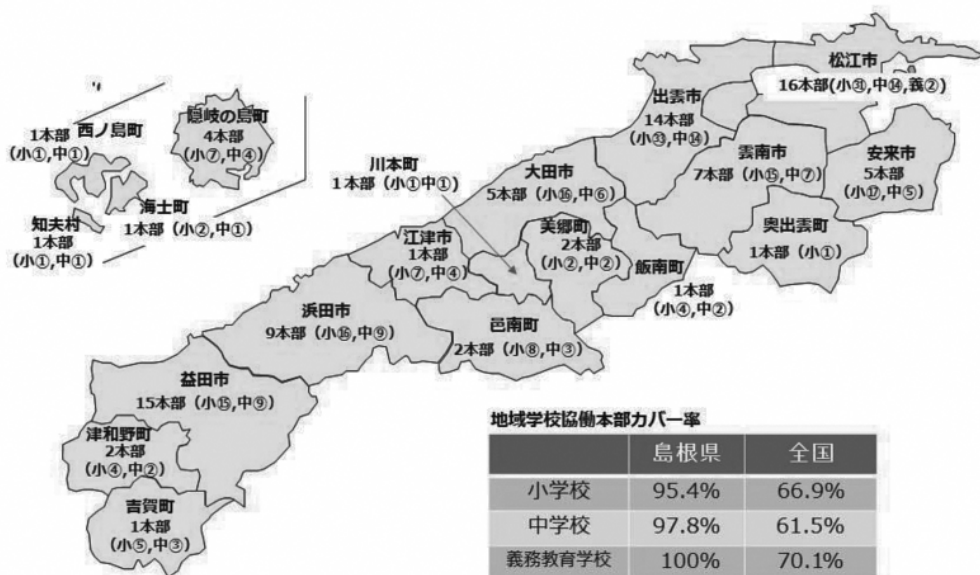 松江市
16本部(小㉛,中⑭,義②)
出雲市
14本部
(小㉝,中⑭)
安来市
5本部
(小⑫,中⑤)
雲南市
7本部（小⑮,中⑦）
奥出雲町
1本部（小①）
大田市
5本部（小⑯,中⑥）
川本町
1本部（小①中①）
美郷町
2本部
（小②,中②）
飯南町
1本部
（小④,中②）
江津市
1本部
（小⑦,中④）
邑南町
2本部（小⑧,中③）
浜田市
9本部（小⑯,中⑨）
益田市
15本部（小⑮,中⑨）
津和野町
2本部
（小④,中②）
吉賀町
1本部
（小⑤,中③）
隠岐の島町
4本部
（小⑦,中④）
西ノ島町
1本部
（小①,中①）
海士町
1本部（小②,中①）
知夫村
1本部
（小①,中①）
地域学校協働本部カバー率
島根県 全国
小学校 95.4% 66.9%
中学校 97.8% 61.5%
義務教育学校 100% 70.1%